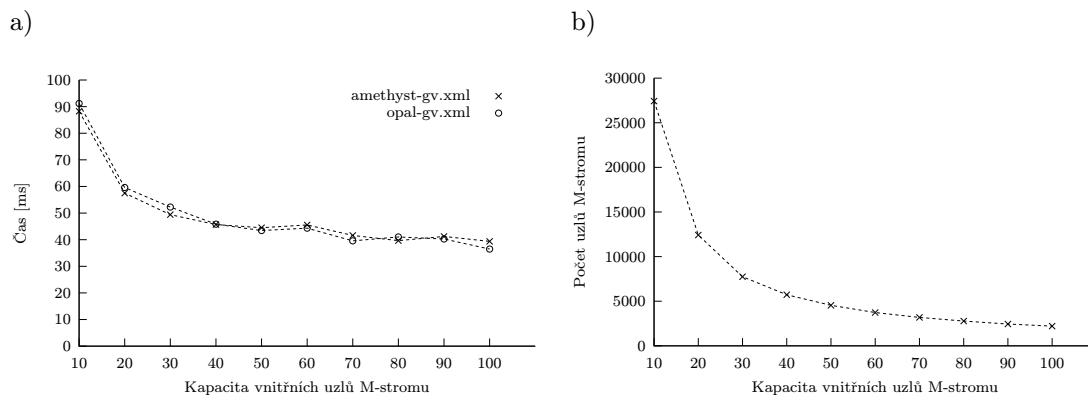 a)
100
90
80
70
60
50
40
30
20
10
0
Čas [ms]
amethyst-gv.xml
opal-gv.xml
10 20 30 40 50 60 70 80 90 100
Kapacita vnitřních uzlů M-stromu
b)
30000
25000
20000
15000
10000
5000
0
Počet uzlů M-stromu
10 20 30 40 50 60 70 80 90 100
Kapacita vnitřních uzlů M-stromu